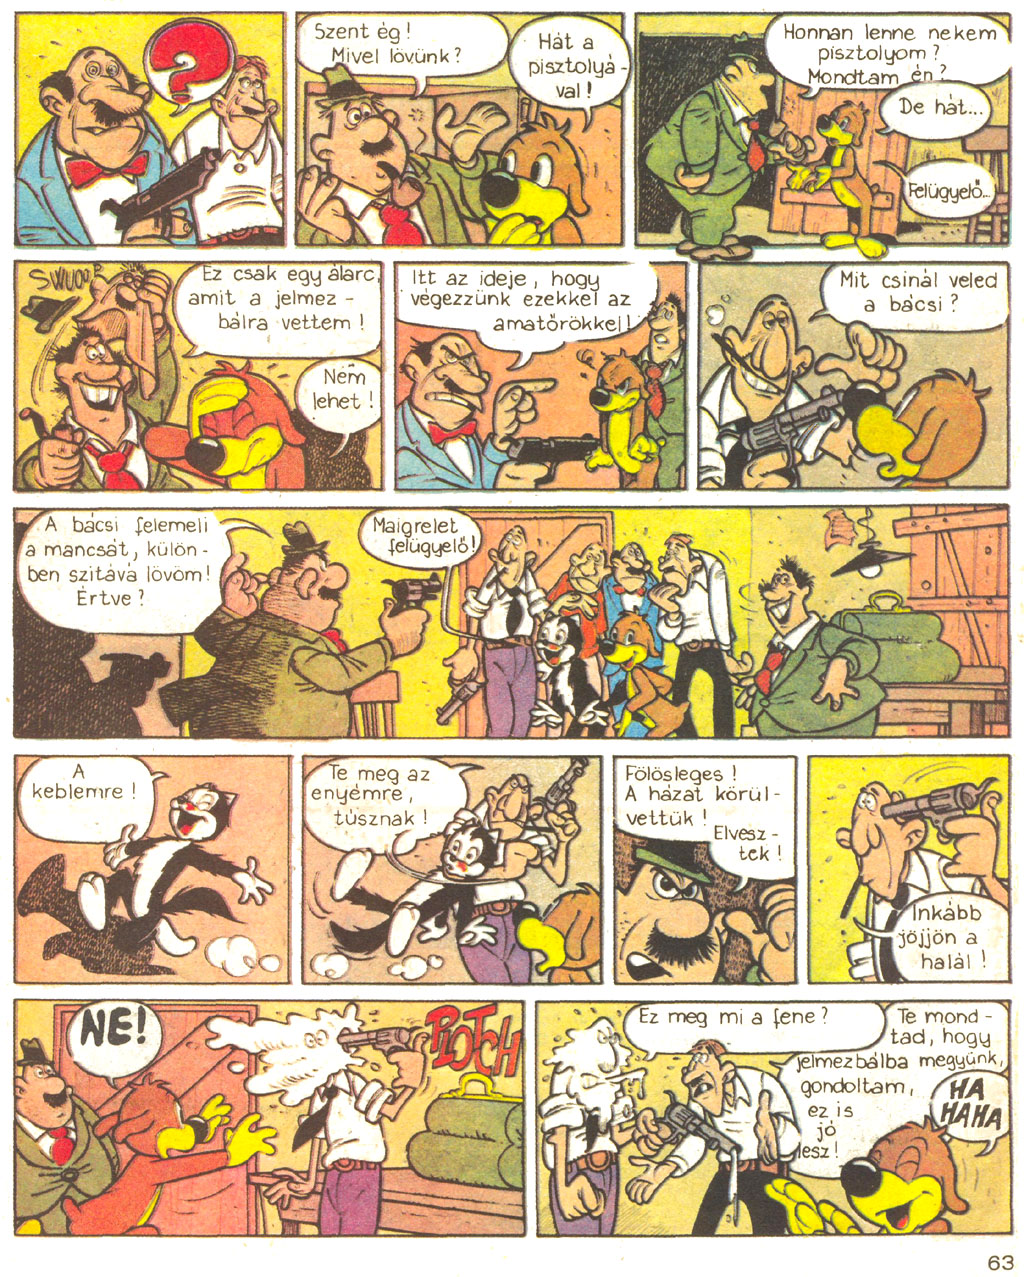 ?
Szent ég!
Mivel lövünk?
Hát a
pisztolyá-
val!
Honnan lenne nekem
pisztolyom?
Mondtam én?
De hát...
Felügyelő...
SWUOO
Ez csak egy álarc,
amit a jelmez-
bálra vettem!
Nem
lehet!
Itt az ideje, hogy
végezzünk ezekkel az
amatőrökkel!
Mit csinál veled
a bácsi?
A bácsi felemeli
a mancsát, külön-
ben szitává lövöm!
Értve?
Maigrelet
felügyelő!
A
keblemre!
Te meg az
enyémre,
túsznak!
Fölösleges!
A házat körül-
vettük!
Elvesz-
tek!
Inkább
jöjjön a
halál!
NE!
PLOTCH
Ez meg mi a fene?
Te mond-
tad, hogy
jelmezbálba megyünk,
gondoltam,
ez is
jó
lesz!
HA
HAHA
63